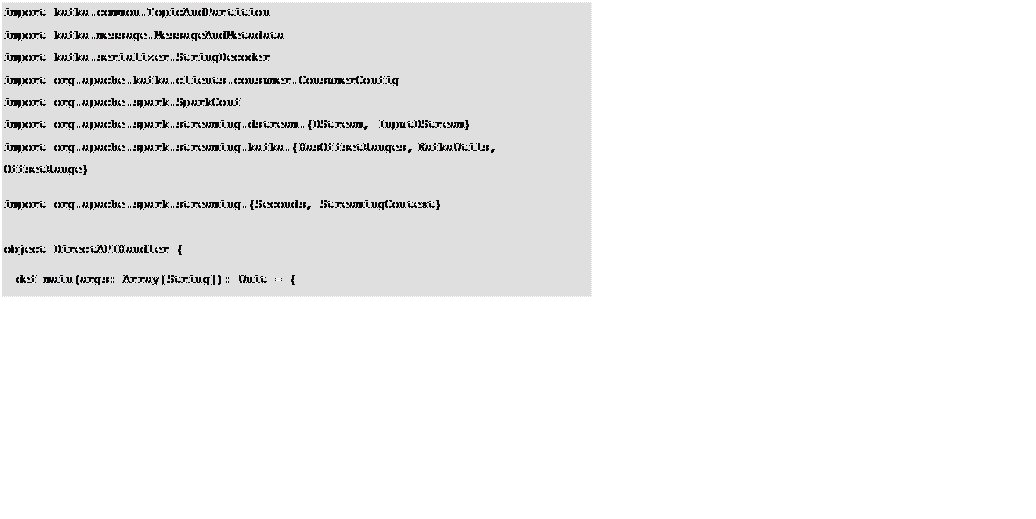 import kafka.common.TopicAndPartition
import kafka.message.MessageAndMetadata
import kafka.serializer.StringDecoder
import org.apache.kafka.clients.consumer.ConsumerConfig
import org.apache.spark.SparkConf
import org.apache.spark.streaming.dstream.{DStream, InputDStream}
import org.apache.spark.streaming.kafka.{HasOffsetRanges, KafkaUtils,
OffsetRange}
import org.apache.spark.streaming.{Seconds, StreamingContext}
object DirectAPIHandler {
def main(args: Array[String]): Unit = {